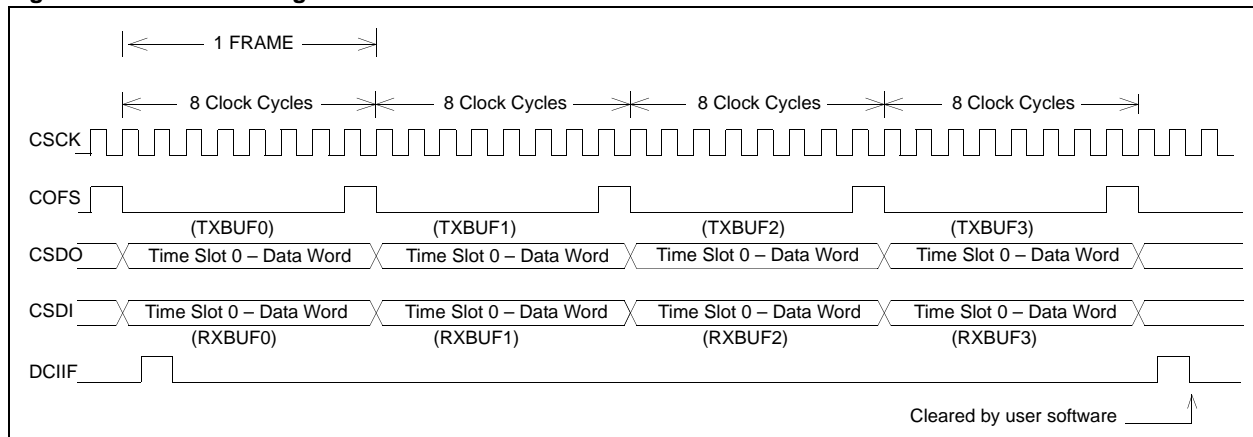 1 FRAME
8 Clock Cycles 8 Clock Cycles 8 Clock Cycles 8 Clock Cycles
CSCK
COFS
(TXBUF0) (TXBUF1) (TXBUF2) (TXBUF3)
CSDO Time Slot 0 – Data Word Time Slot 0 – Data Word Time Slot 0 – Data Word Time Slot 0 – Data Word
CSDI Time Slot 0 – Data Word Time Slot 0 – Data Word Time Slot 0 – Data Word Time Slot 0 – Data Word
(RXBUF0) (RXBUF1) (RXBUF2) (RXBUF3)
DCIIF
Cleared by user software